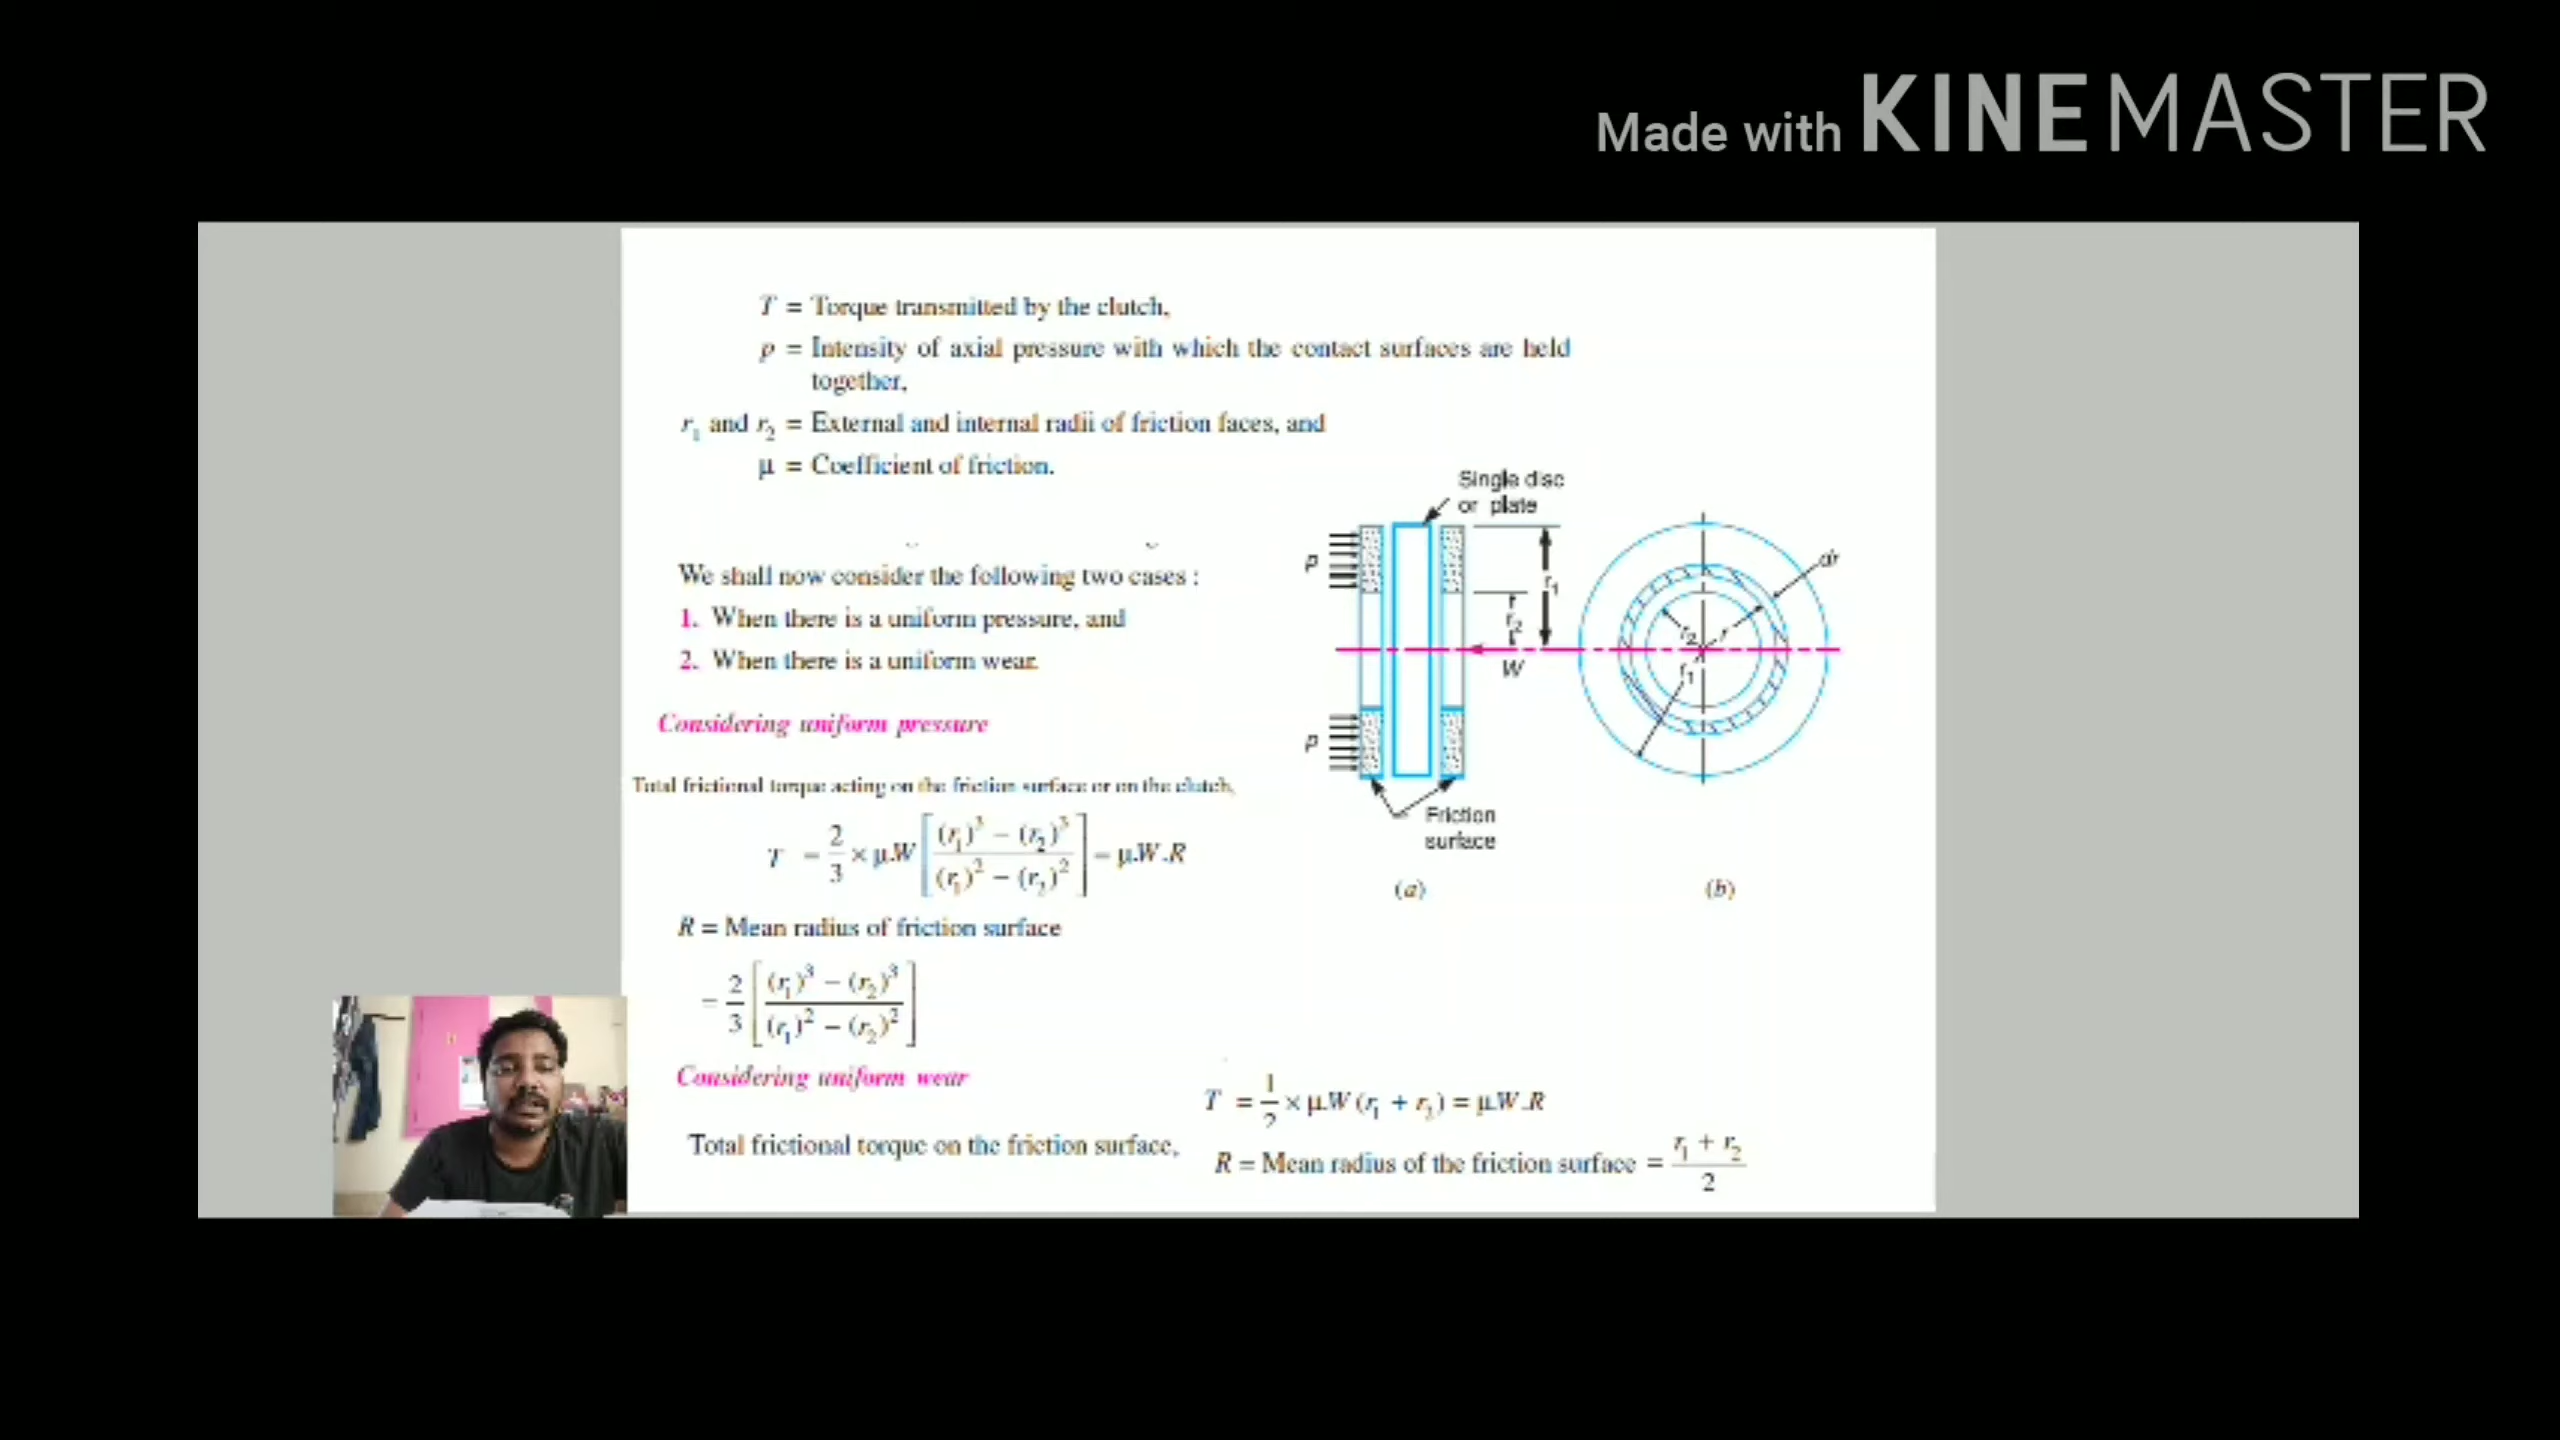 Made with KINEMASTER
T = Torque transmitted by the clutch,
p = Intensity of axial pressure with which the contact surfaces are held
together,
r₁ and r₂ = External and internal radii of friction faces, and
μ = Coefficient of friction.
Single disc
or plate
We shall now consider the following two cases :
1. When there is a uniform pressure, and
2. When there is a uniform wear.
p
r₁
r₂
W
p
dr
r₂
r
r₁
Friction
surface
(a)
(b)
Considering uniform pressure
Total frictional torque acting on the friction surface or on the clutch,
T = 2/3 × μ.W [(r₁)³ − (r₂)³ / (r₁)² − (r₂)²] = μ.W.R
R = Mean radius of friction surface
= 2/3 [(r₁)³ − (r₂)³ / (r₁)² − (r₂)²]
Considering uniform wear
T = 1/2 × μ.W (r₁ + r₂) = μ.W.R
Total frictional torque on the friction surface,
R = Mean radius of the friction surface = r₁ + r₂ / 2